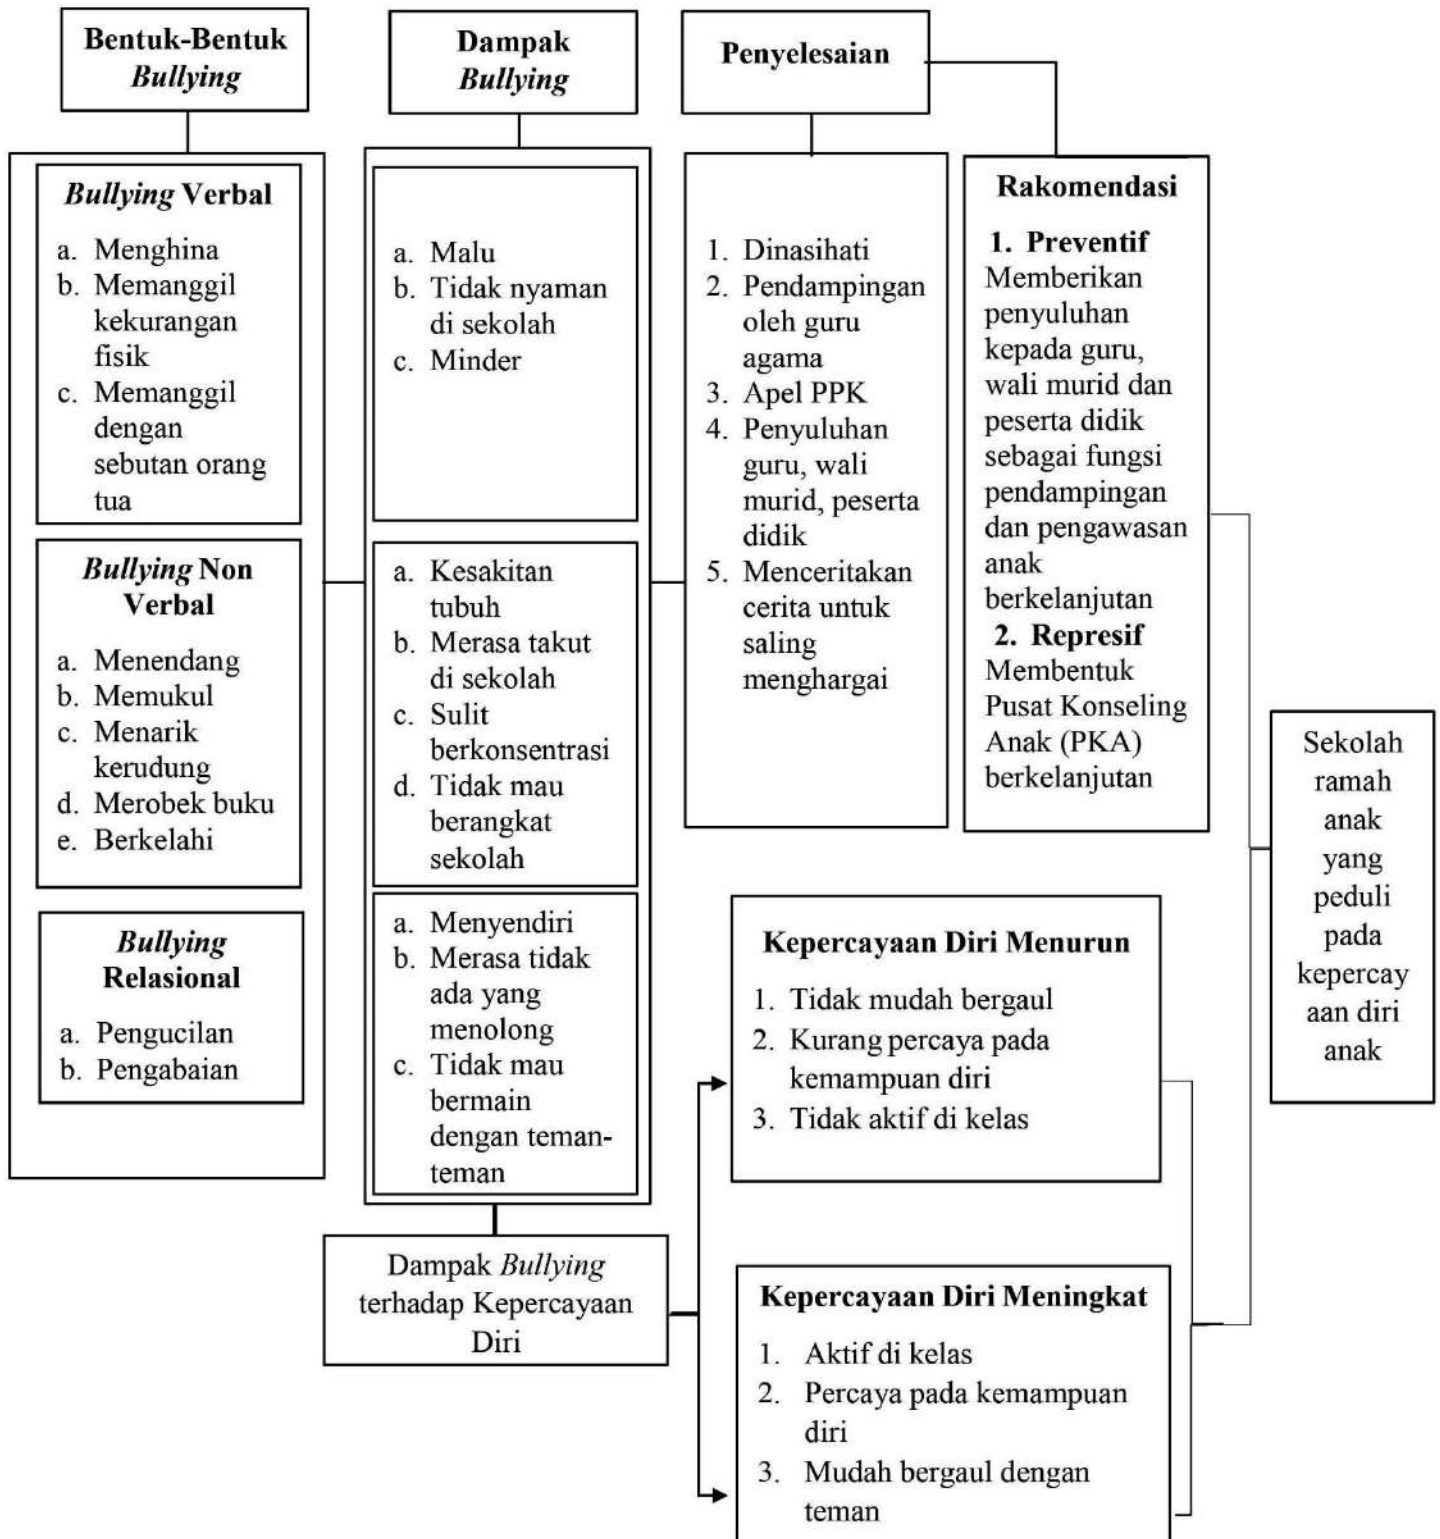 Bentuk-Bentuk
Bullying
Bullying Verbal
a. Menghina
b. Memanggil
kekurangan
fisik
c. Memanggil
dengan
sebutan orang
tua
Bullying Non
Verbal
a. Menendang
b. Memukul
c. Menarik
kerudung
d. Merobek buku
e. Berkelahi
Bullying
Relasional
a. Pengucilan
b. Pengabaian
Dampak
Bullying
a. Malu
b. Tidak nyaman
di sekolah
c. Minder
a. Kesakitan
tubuh
b. Merasa takut
di sekolah
c. Sulit
berkonsentrasi
d. Tidak mau
berangkat
sekolah
a. Menyendiri
b. Merasa tidak
ada yang
menolong
c. Tidak mau
bermain
dengan teman-
teman
Penyelesaian
1. Dinasihati
2. Pendampingan
oleh guru
agama
3. Apel PPK
4. Penyuluhan
guru, wali
murid, peserta
didik
5. Menceritakan
cerita untuk
saling
menghargai
Rakomendasi
1. Preventif
Memberikan
penyuluhan
kepada guru,
wali murid dan
peserta didik
sebagai fungsi
pendampingan
dan pengawasan
anak
berkelanjutan
2. Represif
Membentuk
Pusat Konseling
Anak (PKA)
berkelanjutan
Dampak Bullying
terhadap Kepercayaan
Diri
Kepercayaan Diri Menurun
1. Tidak mudah bergaul
2. Kurang percaya pada
kemampuan diri
3. Tidak aktif di kelas
Kepercayaan Diri Meningkat
1. Aktif di kelas
2. Percaya pada kemampuan
diri
3. Mudah bergaul dengan
teman
Sekolah
ramah
anak
yang
peduli
pada
kepercay
aan diri
anak